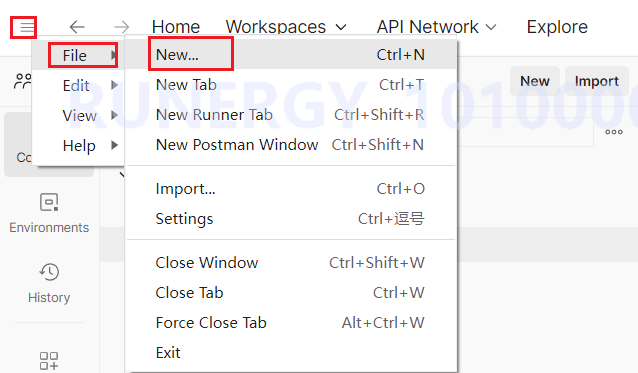 Home Workspaces API Network Explore
File New... Ctrl+N
Edit New Tab Ctrl+T
New Import
View New Runner Tab Ctrl+Shift+R
RUNERGY 101000
Help New Postman Window Ctrl+Shift+N
Co
Import... Ctrl+O
Settings Ctrl+逗号
Environments
Close Window Ctrl+Shift+W
Close Tab Ctrl+W
History
Force Close Tab Alt+Ctrl+W
Exit